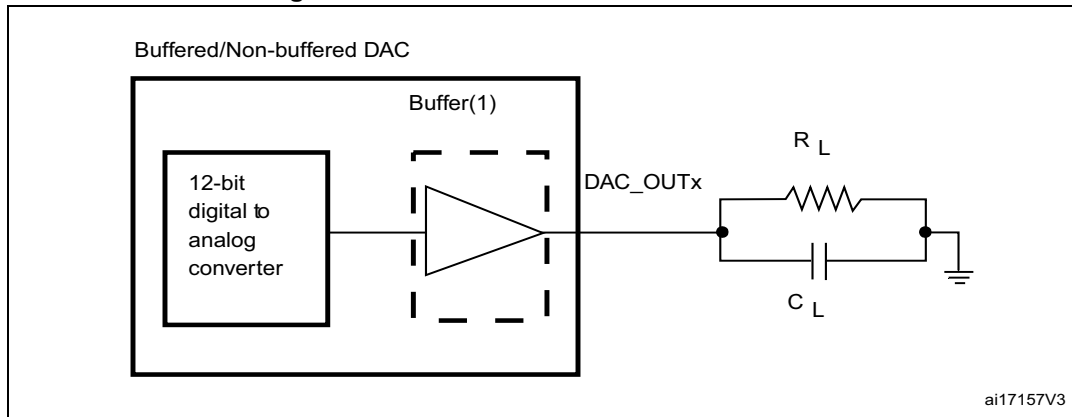 Buffered/Non-buffered DAC
Buffer(1)
12-bit
digital to
analog
converter
DAC_OUTx
R L
C L
ai17157V3